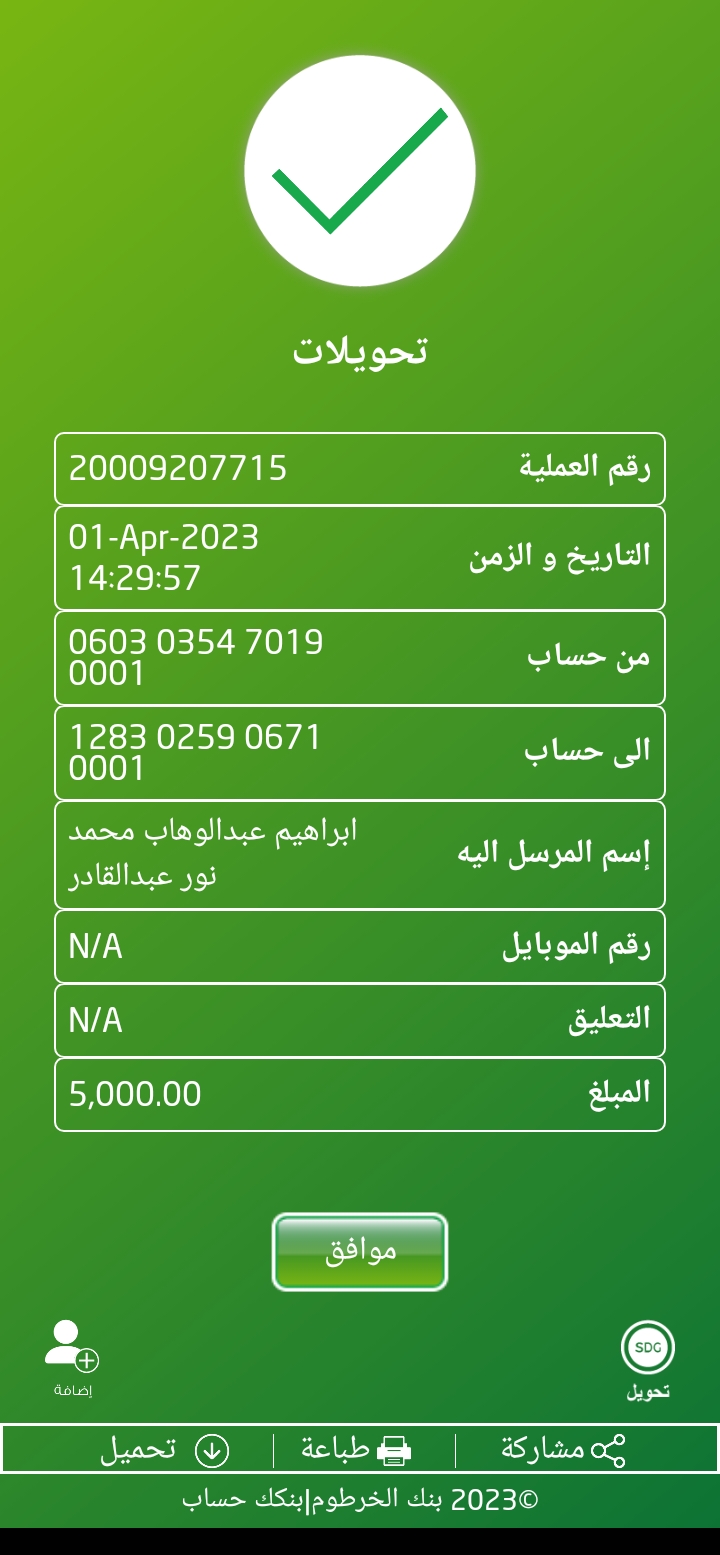 تحويلات
رقم العملية 20009207715
التاريخ و الزمن 01-Apr-2023
14:29:57
من حساب 0603 0354 7019
0001
الى حساب 1283 0259 0671
0001
إسم المرسل اليه ابراهيم عبدالوهاب محمد
نور عبدالقادر
رقم الموبايل N/A
التعليق N/A
المبلغ 5,000.00
موافق
SDG
تحويل
إضافة
مشاركة طباعة تحميل
©2023 بنك الخرطوم|بنكك حساب